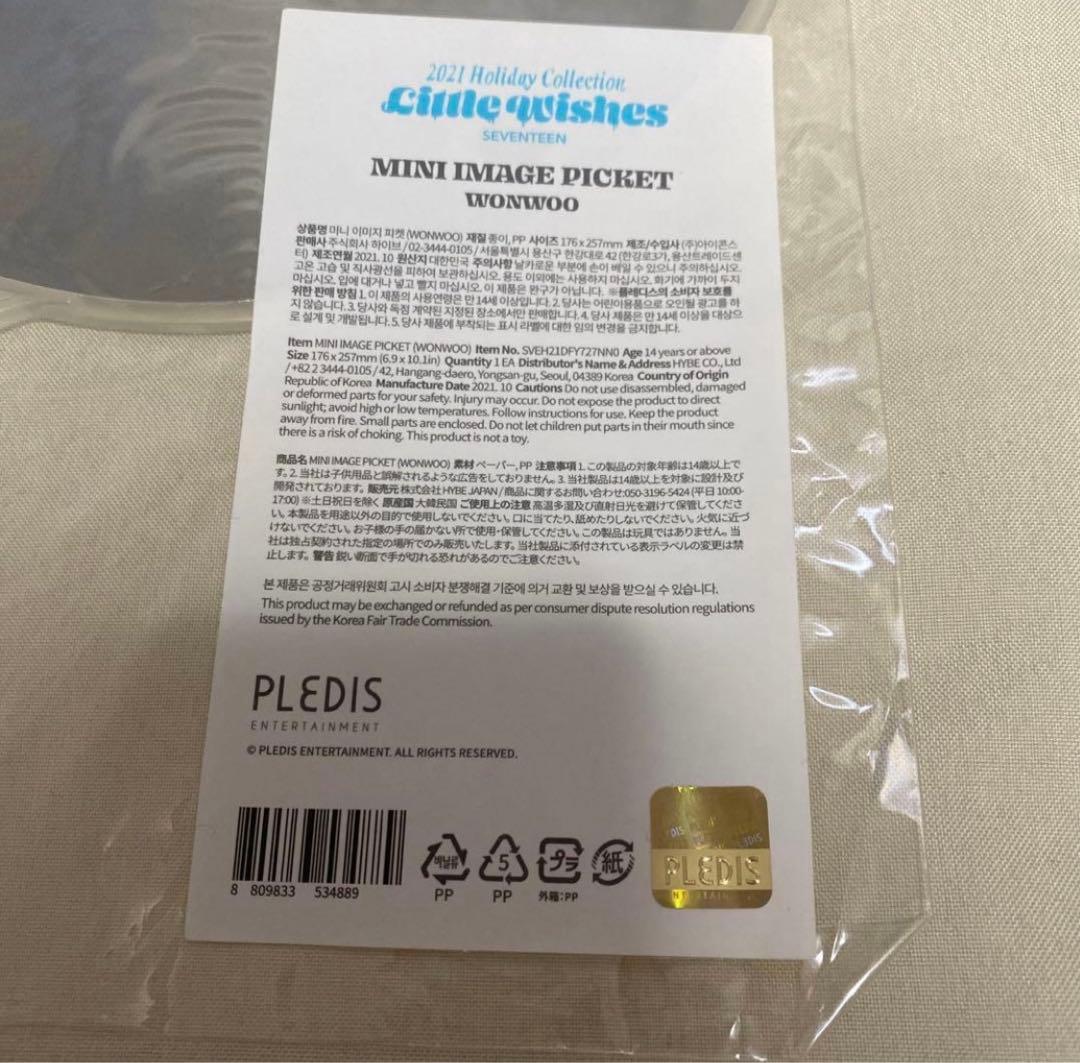 2021 Holiday Collection
Little Wishes
SEVENTEEN
MINI IMAGE PICKET
WONWOO
상품명 미니 이미지 피켓 (WONWOO) 재질 종이, PP 사이즈 176 x 257mm 제조/수입사 (주)아이콘스
판매사 주식회사 하이브 / 02-3444-0105 / 서울특별시 용산구 한강대로 42 (한강로3가, 용산트레이드센
터) 제조연월 2021. 10 원산지 대한민국 주의사항 날카로운 부분에 손이 베일 수 있으니 주의하십시오.
고온 고습 및 직사광선을 피하여 보관하십시오. 용도 이외에는 사용하지 마십시오. 화기에 가까이 두지
마십시오. 입에 대거나 넣고 빨지 마십시오. 이 제품은 완구가 아닙니다. ※플레디스의 소비자 보호를
위한 판매 방침 1. 이 제품의 사용연령은 만 14세 이상입니다. 2. 당사는 어린이용품으로 오인될 광고를 하
지 않습니다. 3. 당사와 독점 계약된 지정된 장소에서만 판매합니다. 4. 당사 제품은 만 14세 이상을 대상으
로 설계 및 개발됩니다. 5. 당사 제품에 부착되는 표시 라벨에 대한 임의 변경을 금지합니다.
Item MINI IMAGE PICKET (WONWOO) Item No. SVEH21DFY727NN0 Age 14 years or above
Size 176 x 257mm (6.9 x 10.1in) Quantity 1 EA Distributor's Name & Address HYBE CO., Ltd
/ +82 2 3444-0105 / 42, Hangang-daero, Yongsan-gu, Seoul, 04389 Korea Country of Origin
Republic of Korea Manufacture Date 2021. 10 Cautions Do not use disassembled, damaged
or deformed parts for your safety. Injury may occur. Do not expose the product to direct
sunlight; avoid high or low temperatures. Follow instructions for use. Keep the product
away from fire. Small parts are enclosed. Do not let children put parts in their mouth since
there is a risk of choking. This product is not a toy.
商品名 MINI IMAGE PICKET (WONWOO) 素材 ペーパー, PP 注意事項 1. この製品の対象年齢は14歳以上で
す。2. 当社は子供用品と誤解されるような広告をしておりません。3. 当社製品は14歳以上を対象に設計及び
開発されております。販売元 株式会社 HYBE JAPAN / 商品に関するお問い合わせ:050-3196-5424 (平日 10:00-
17:00) ※土日祝日を除く 原産国 大韓民国 ご使用上の注意 高温多湿及び直射日光を避けて保管してくださ
い。本製品を用途以外の目的で使用しないでください。口に当てたり、舐めたりしないでください。火気に近づ
けないでください。お子様の手の届かない所で使用・保管してください。この製品は玩具ではありません。当
社は独占契約された指定の場所でのみ販売いたします。当社製品に添付されている表示ラベルの変更は禁
止します。警告 鋭い断面で手が切れる恐れがあるのでご注意ください。
본 제품은 공정거래위원회 고시 소비자 분쟁해결 기준에 의거 교환 및 보상을 받으실 수 있습니다.
This product may be exchanged or refunded as per consumer dispute resolution regulations
issued by the Korea Fair Trade Commission.
PLEDIS
ENTERTAINMENT
© PLEDIS ENTERTAINMENT. ALL RIGHTS RESERVED.
8 809833 534889
비닐류
PP
5
PP
プラ
外箱:PP
紙
PLEDIS